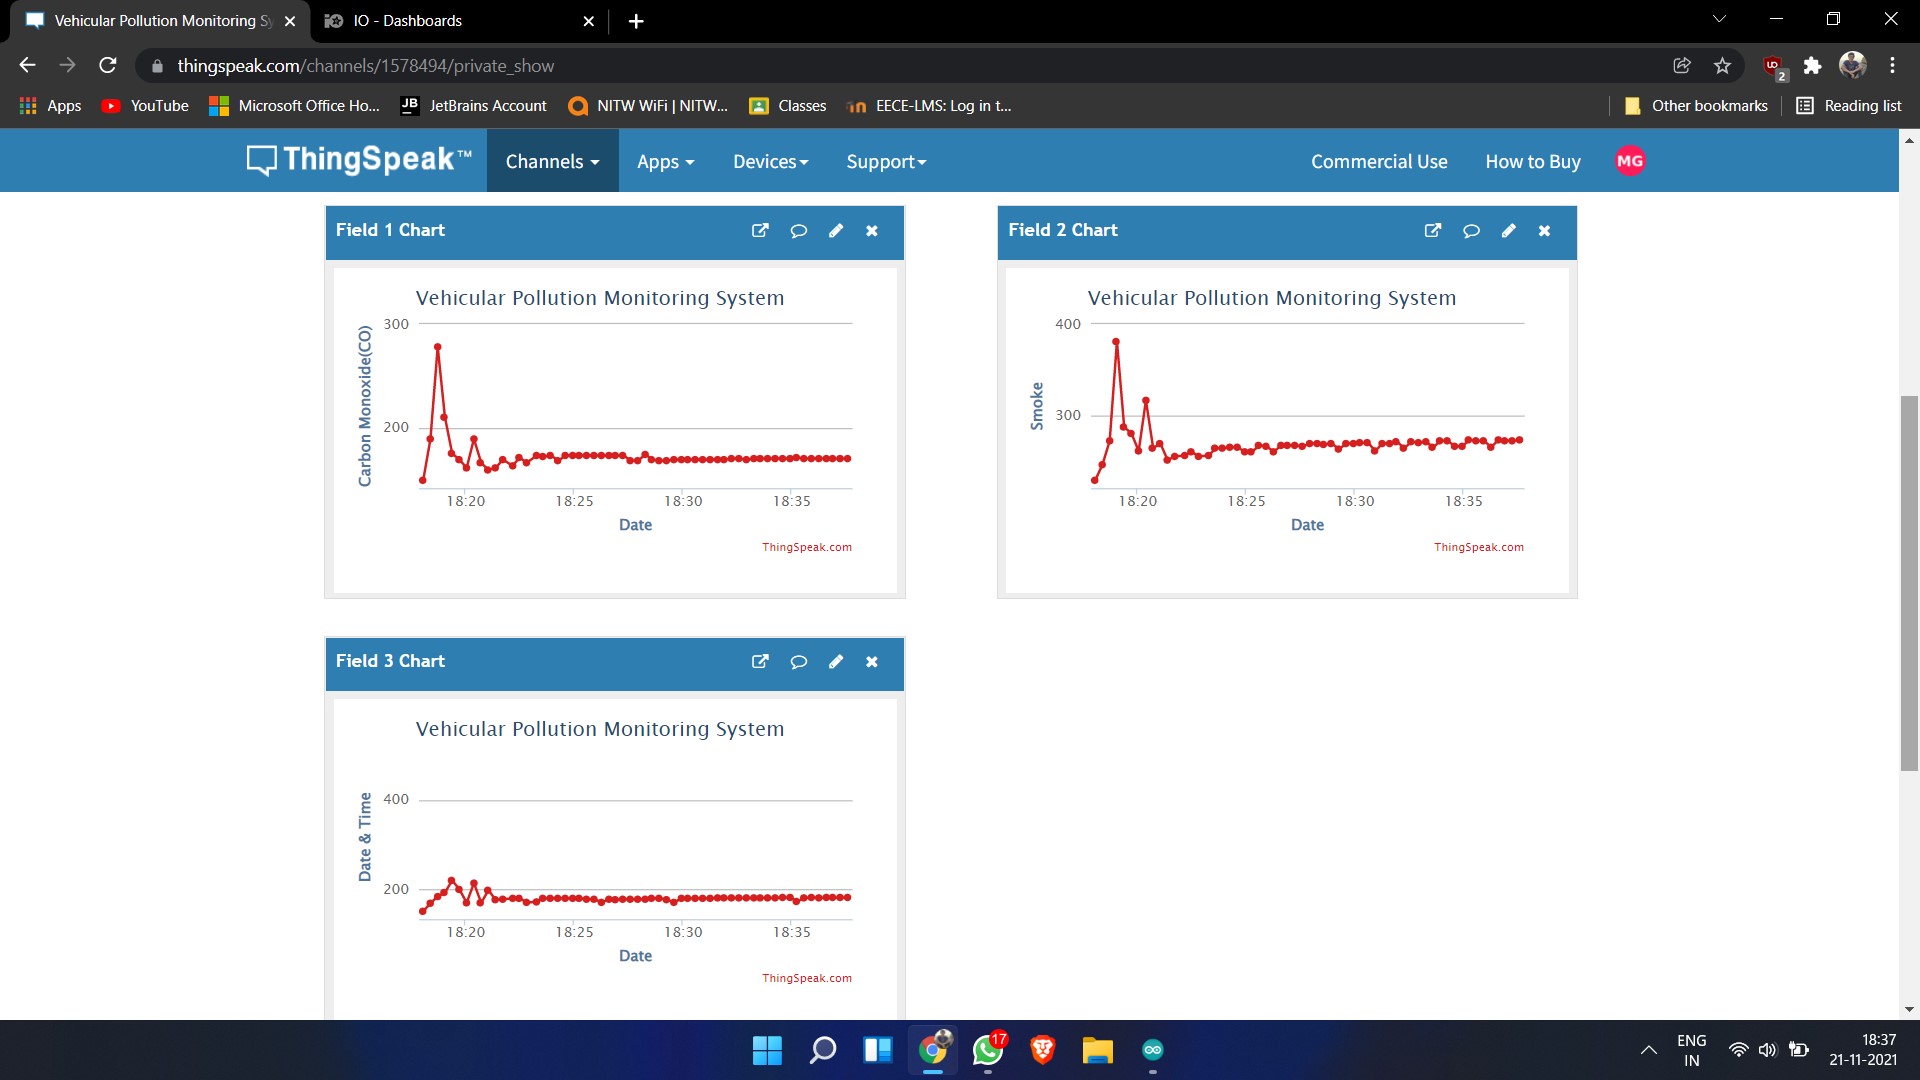 Vehicular Pollution Monitoring Sy
IO - Dashboards
thingspeak.com/channels/1578494/private_show
2
Apps
YouTube
Microsoft Office Ho...
JB
JetBrains Account
NITW WiFi | NITW...
Classes
EECE-LMS: Log in t...
Other bookmarks
Reading list
ThingSpeak™
Channels
Apps
Devices
Support
Commercial Use
How to Buy
MG
Field 1 Chart
Vehicular Pollution Monitoring System
Carbon Monoxide(CO)
300
200
18:20 18:25 18:30 18:35
Date
ThingSpeak.com
Field 2 Chart
Vehicular Pollution Monitoring System
Smoke
400
300
18:20 18:25 18:30 18:35
Date
ThingSpeak.com
Field 3 Chart
Vehicular Pollution Monitoring System
Date & Time
400
200
18:20 18:25 18:30 18:35
Date
ThingSpeak.com
17
ENG
IN
18:37
21-11-2021